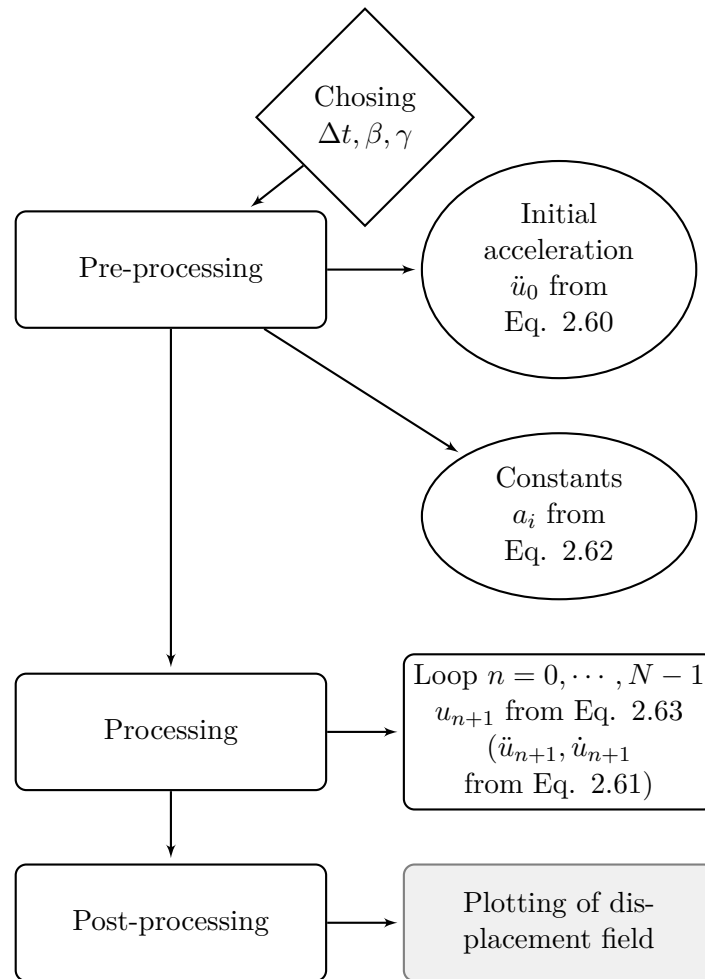 Chosing
Δt, β, γ
Pre-processing
Initial
acceleration
ü₀ from
Eq. 2.60
Constants
aᵢ from
Eq. 2.62
Processing
Loop n = 0, ⋯ , N − 1
uₙ₊₁ from Eq. 2.63
(üₙ₊₁, u̇ₙ₊₁
from Eq. 2.61)
Post-processing
Plotting of dis-
placement field